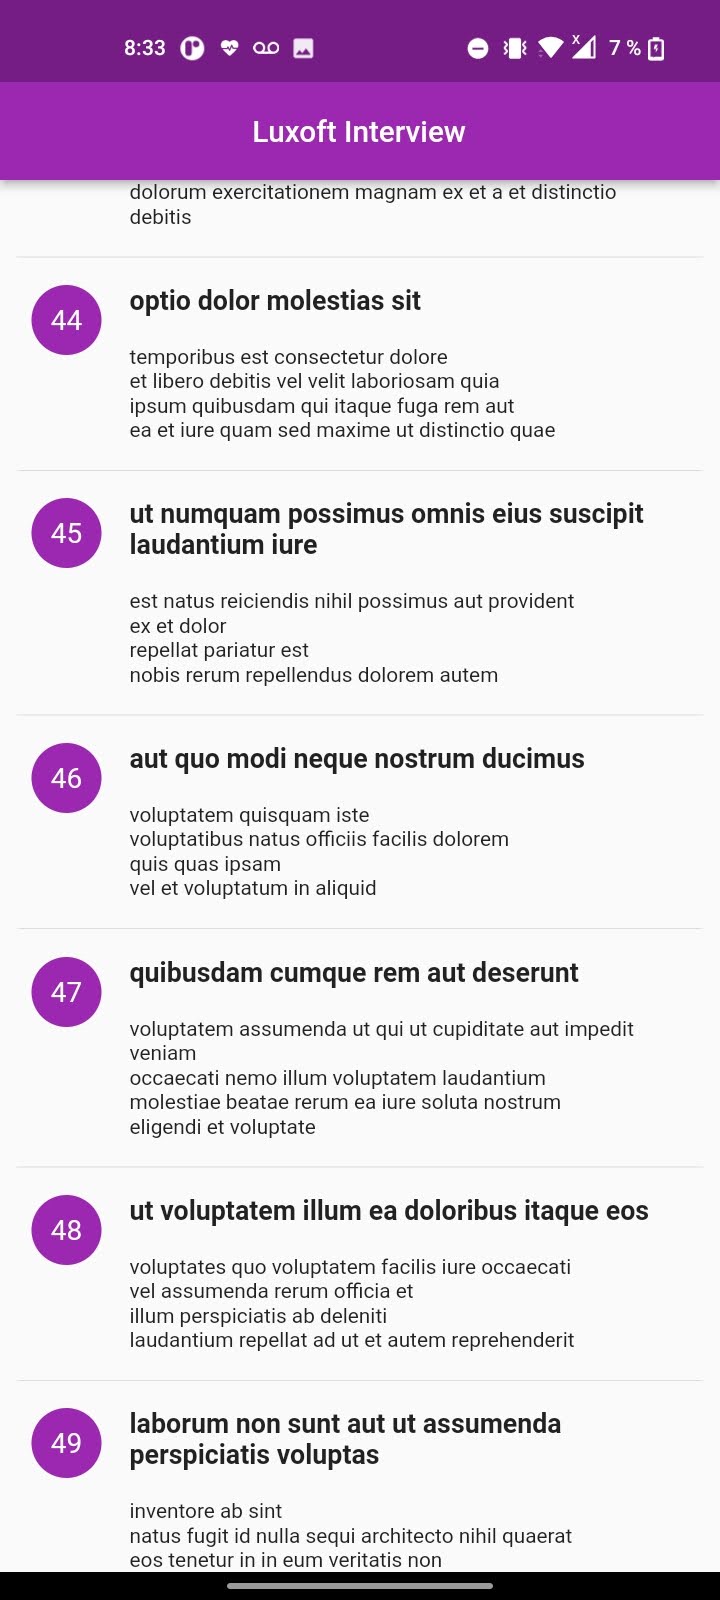 8:33
x
7 %
Luxoft Interview
dolorum exercitationem magnam ex et a et distinctio
debitis
44
optio dolor molestias sit
temporibus est consectetur dolore
et libero debitis vel velit laboriosam quia
ipsum quibusdam qui itaque fuga rem aut
ea et iure quam sed maxime ut distinctio quae
45
ut numquam possimus omnis eius suscipit
laudantium iure
est natus reiciendis nihil possimus aut provident
ex et dolor
repellat pariatur est
nobis rerum repellendus dolorem autem
46
aut quo modi neque nostrum ducimus
voluptatem quisquam iste
voluptatibus natus officiis facilis dolorem
quis quas ipsam
vel et voluptatum in aliquid
47
quibusdam cumque rem aut deserunt
voluptatem assumenda ut qui ut cupiditate aut impedit
veniam
occaecati nemo illum voluptatem laudantium
molestiae beatae rerum ea iure soluta nostrum
eligendi et voluptate
48
ut voluptatem illum ea doloribus itaque eos
voluptates quo voluptatem facilis iure occaecati
vel assumenda rerum officia et
illum perspiciatis ab deleniti
laudantium repellat ad ut et autem reprehenderit
49
laborum non sunt aut ut assumenda
perspiciatis voluptas
inventore ab sint
natus fugit id nulla sequi architecto nihil quaerat
eos tenetur in in eum veritatis non